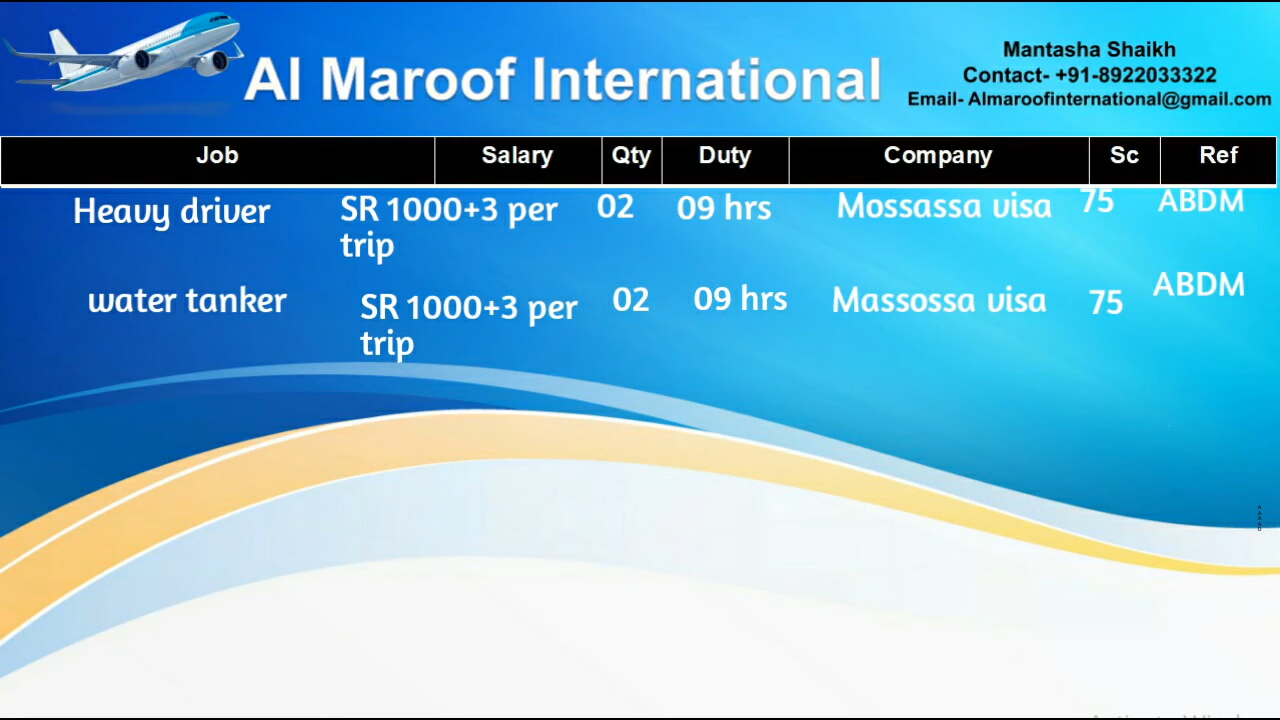 Al Maroof International
Mantasha Shaikh
Contact- +91-8922033322
Email- Almaroofinternational@gmail.com
Job Salary Qty Duty Company Sc Ref
Heavy driver SR 1000+3 per trip 02 09 hrs Mossassa visa 75 ABDM
water tanker SR 1000+3 per trip 02 09 hrs Massossa visa 75 ABDM